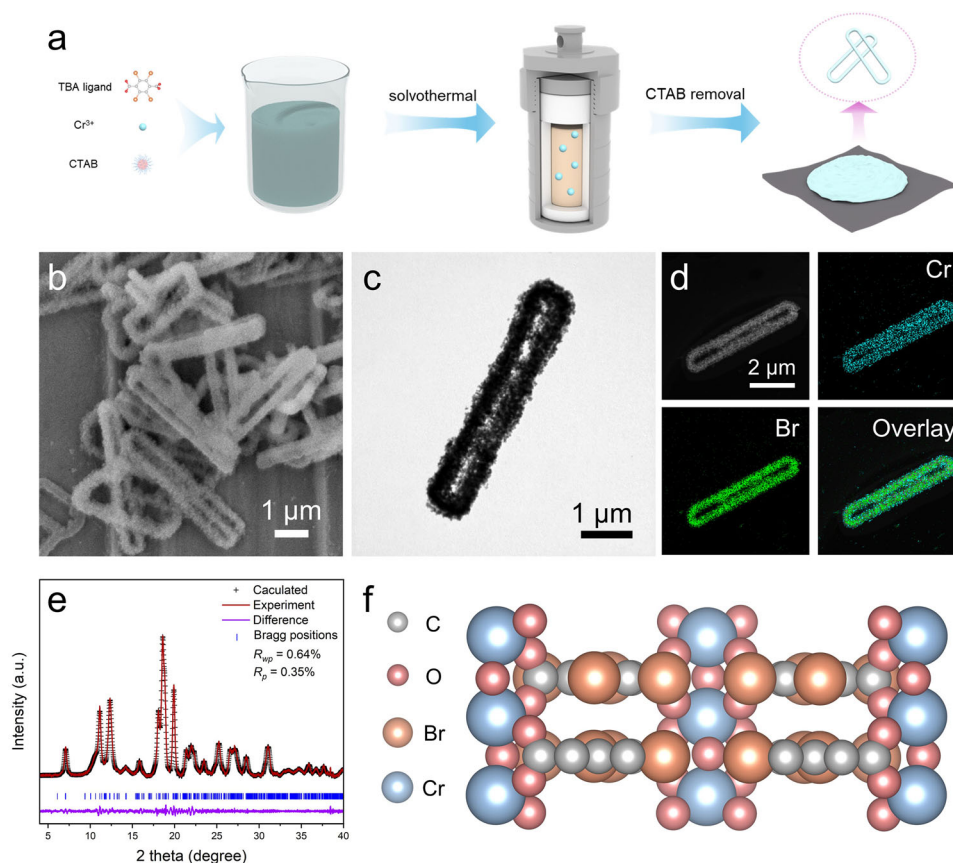 a
TBA ligand
Cr³⁺
CTAB
solvothermal
CTAB removal
b
1 μm
c
1 μm
d
2 μm
Cr
Br
Overlay
e
Caculated
Experiment
Difference
Bragg positions
Rwp = 0.64%
Rp = 0.35%
Intensity (a.u.)
5 10 15 20 25 30 35 40
2 theta (degree)
f
C
O
Br
Cr